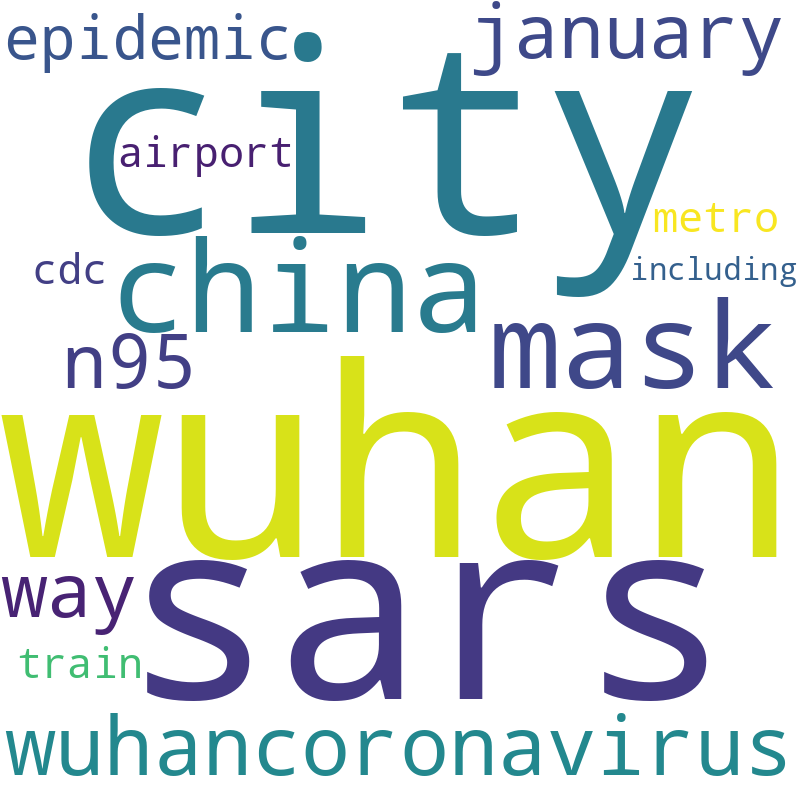 epidemic
january
city
airport
metro
cdc
china
including
n95
mask
wuhan
way
sars
train
wuhancoronavirus